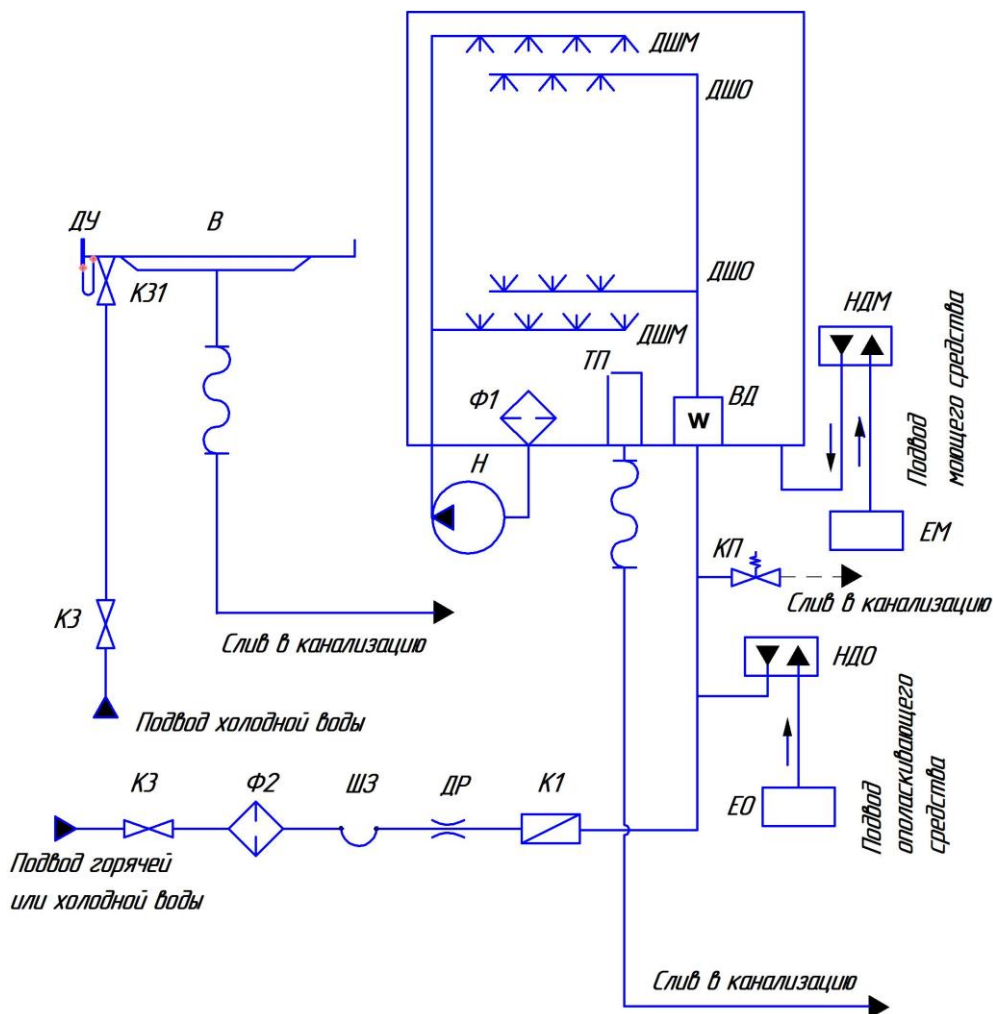 ДШМ
ДШО
ДУ
В
КЗ1
ДШО
ДШМ
НДМ
ТП
Ф1
ВД
W
Н
Подвод
моющего средства
ЕМ
КП
Слив в канализацию
КЗ
Слив в канализацию
НДО
Подвод холодной воды
КЗ
Ф2
ШЗ
ДР
К1
ЕО
Подвод
ополаскивающего
средства
Подвод горячей
или холодной воды
Слив в канализацию